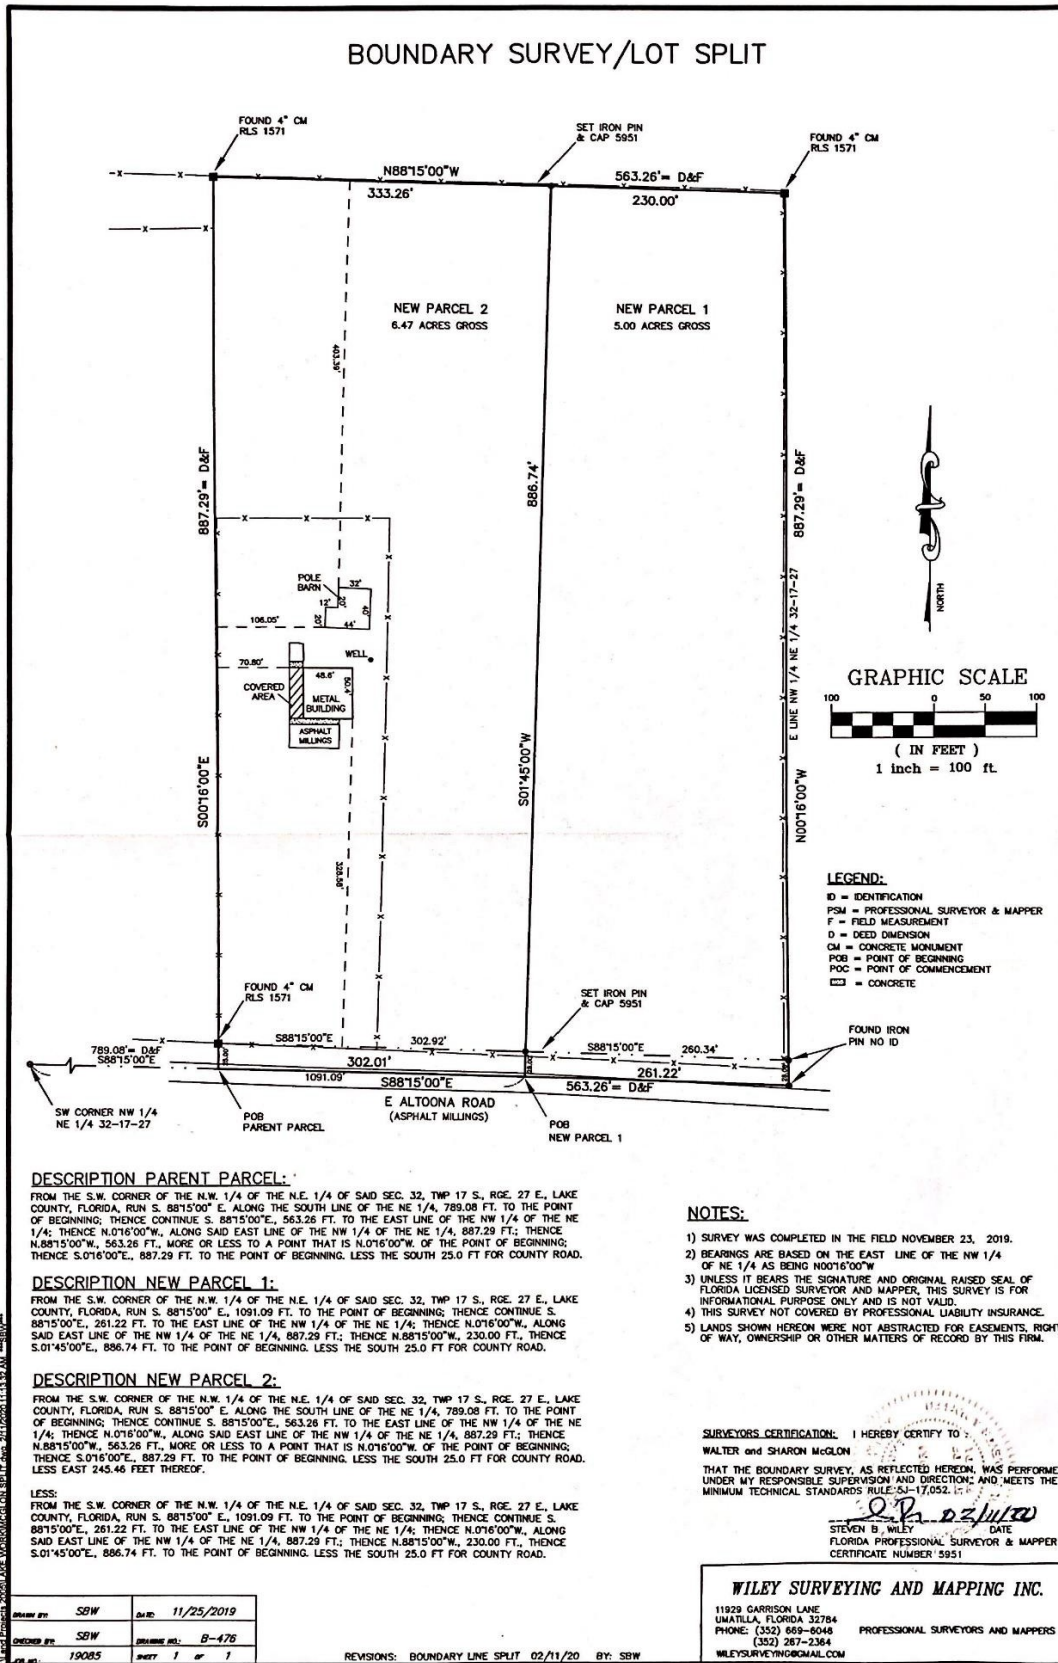 BOUNDARY SURVEY/LOT SPLIT
FOUND 4" CM
RLS 1571
SET IRON PIN
& CAP 5951
FOUND 4" CM
RLS 1571
N88°15'00"W
563.26'= D&F
333.26'
230.00'
NEW PARCEL 2
6.47 ACRES GROSS
NEW PARCEL 1
5.00 ACRES GROSS
403.39'
887.29'= D&F
886.74'
887.29'= D&F
E LINE NW 1/4 NE 1/4 32-17-27
NORTH
POLE
BARN
32'
12'
20'
40'
20'
44'
106.05'
WELL
70.80'
48.6'
50.4'
COVERED
AREA
METAL
BUILDING
ASPHALT
MILLINGS
GRAPHIC SCALE
100 0 50 100
( IN FEET )
1 inch = 100 ft.
S00°16'00"E
S01°45'00"W
N00°16'00"W
LEGEND:
ID = IDENTIFICATION
PSM = PROFESSIONAL SURVEYOR & MAPPER
F = FIELD MEASUREMENT
D = DEED DIMENSION
CM = CONCRETE MONUMENT
POB = POINT OF BEGINNING
POC = POINT OF COMMENCEMENT
= CONCRETE
FOUND 4" CM
RLS 1571
SET IRON PIN
& CAP 5951
FOUND IRON
PIN NO ID
789.08'= D&F
S88°15'00"E
S88°15'00"E
302.92'
S88°15'00"E
260.34'
25.00'
302.01'
261.22'
1091.09'
S88°15'00"E
563.26'= D&F
E ALTOONA ROAD
(ASPHALT MILLINGS)
SW CORNER NW 1/4
NE 1/4 32-17-27
POB
PARENT PARCEL
POB
NEW PARCEL 1
DESCRIPTION PARENT PARCEL:
FROM THE S.W. CORNER OF THE N.W. 1/4 OF THE N.E. 1/4 OF SAID SEC. 32, TWP 17 S., RGE. 27 E., LAKE
COUNTY, FLORIDA, RUN S. 88°15'00" E. ALONG THE SOUTH LINE OF THE NE 1/4, 789.08 FT. TO THE POINT
OF BEGINNING; THENCE CONTINUE S. 88°15'00"E., 563.26 FT. TO THE EAST LINE OF THE NW 1/4 OF THE NE
1/4; THENCE N.0°16'00"W., ALONG SAID EAST LINE OF THE NW 1/4 OF THE NE 1/4, 887.29 FT.; THENCE
N.88°15'00"W., 563.26 FT., MORE OR LESS TO A POINT THAT IS N.0°16'00"W. OF THE POINT OF BEGINNING;
THENCE S.0°16'00"E., 887.29 FT. TO THE POINT OF BEGINNING. LESS THE SOUTH 25.0 FT FOR COUNTY ROAD.
DESCRIPTION NEW PARCEL 1:
FROM THE S.W. CORNER OF THE N.W. 1/4 OF THE N.E. 1/4 OF SAID SEC. 32, TWP 17 S., RGE. 27 E., LAKE
COUNTY, FLORIDA, RUN S. 88°15'00" E., 1091.09 FT. TO THE POINT OF BEGINNING; THENCE CONTINUE S.
88°15'00"E., 261.22 FT. TO THE EAST LINE OF THE NW 1/4 OF THE NE 1/4; THENCE N.0°16'00"W., ALONG
SAID EAST LINE OF THE NW 1/4 OF THE NE 1/4, 887.29 FT.; THENCE N.88°15'00"W., 230.00 FT., THENCE
S.01°45'00"E., 886.74 FT. TO THE POINT OF BEGINNING. LESS THE SOUTH 25.0 FT FOR COUNTY ROAD.
DESCRIPTION NEW PARCEL 2:
FROM THE S.W. CORNER OF THE N.W. 1/4 OF THE N.E. 1/4 OF SAID SEC. 32, TWP 17 S., RGE. 27 E., LAKE
COUNTY, FLORIDA, RUN S. 88°15'00" E. ALONG THE SOUTH LINE OF THE NE 1/4, 789.08 FT. TO THE POINT
OF BEGINNING; THENCE CONTINUE S. 88°15'00"E., 563.26 FT. TO THE EAST LINE OF THE NW 1/4 OF THE NE
1/4; THENCE N.0°16'00"W., ALONG SAID EAST LINE OF THE NW 1/4 OF THE NE 1/4, 887.29 FT.; THENCE
N.88°15'00"W., 563.26 FT., MORE OR LESS TO A POINT THAT IS N.0°16'00"W. OF THE POINT OF BEGINNING;
THENCE S.0°16'00"E., 887.29 FT. TO THE POINT OF BEGINNING. LESS THE SOUTH 25.0 FT FOR COUNTY ROAD.
LESS EAST 245.46 FEET THEREOF.
LESS:
FROM THE S.W. CORNER OF THE N.W. 1/4 OF THE N.E. 1/4 OF SAID SEC. 32, TWP 17 S., RGE. 27 E., LAKE
COUNTY, FLORIDA, RUN S. 88°15'00" E., 1091.09 FT. TO THE POINT OF BEGINNING; THENCE CONTINUE S.
88°15'00"E., 261.22 FT. TO THE EAST LINE OF THE NW 1/4 OF THE NE 1/4; THENCE N.0°16'00"W., ALONG
SAID EAST LINE OF THE NW 1/4 OF THE NE 1/4, 887.29 FT.; THENCE N.88°15'00"W., 230.00 FT., THENCE
S.01°45'00"E., 886.74 FT. TO THE POINT OF BEGINNING. LESS THE SOUTH 25.0 FT FOR COUNTY ROAD.
NOTES:
1) SURVEY WAS COMPLETED IN THE FIELD NOVEMBER 23, 2019.
2) BEARINGS ARE BASED ON THE EAST LINE OF THE NW 1/4
OF NE 1/4 AS BEING N00°16'00"W
3) UNLESS IT BEARS THE SIGNATURE AND ORIGINAL RAISED SEAL OF
FLORIDA LICENSED SURVEYOR AND MAPPER, THIS SURVEY IS FOR
INFORMATIONAL PURPOSE ONLY AND IS NOT VALID.
4) THIS SURVEY NOT COVERED BY PROFESSIONAL LIABILITY INSURANCE.
5) LANDS SHOWN HEREON WERE NOT ABSTRACTED FOR EASEMENTS, RIGHT
OF WAY, OWNERSHIP OR OTHER MATTERS OF RECORD BY THIS FIRM.
SURVEYORS CERTIFICATION: I HEREBY CERTIFY TO :
WALTER and SHARON McGLON
THAT THE BOUNDARY SURVEY, AS REFLECTED HEREON, WAS PERFORME
UNDER MY RESPONSIBLE SUPERVISION AND DIRECTION; AND MEETS THE
MINIMUM TECHNICAL STANDARDS RULE 5J-17,052.
02/11/20
STEVEN B. WILEY DATE
FLORIDA PROFESSIONAL SURVEYOR & MAPPER
CERTIFICATE NUMBER 5951
WILEY SURVEYING AND MAPPING INC.
11929 GARRISON LANE
UMATILLA, FLORIDA 32784
PHONE: (352) 669-6048 PROFESSIONAL SURVEYORS AND MAPPERS
(352) 267-2364
WILEYSURVEYING@GMAIL.COM
DRAWN BY: SBW DATE: 11/25/2019
CHECKED BY: SBW DRAWING NO.: B-476
JOB NO.: 19085 SHEET 1 OF 1
REVISIONS: BOUNDARY LINE SPLIT 02/11/20 BY: SBW